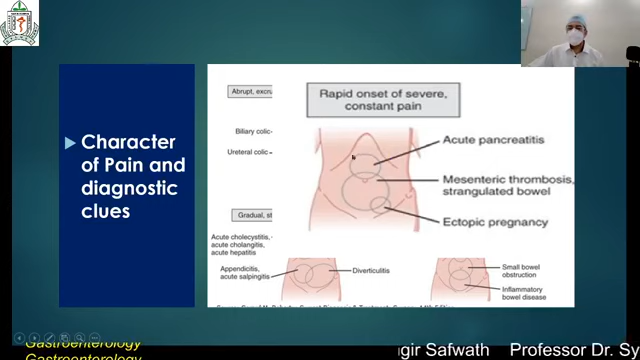 Character
of Pain and
diagnostic
clues
Abrupt, excru
Rapid onset of severe,
constant pain
Biliary colic
Ureteral colic
Acute pancreatitis
Mesenteric thrombosis,
strangulated bowel
Ectopic pregnancy
Gradual, st
Acute cholecystitis,
acute cholangitis,
acute hepatitis
Appendicitis,
acute salpingitis
Diverticulitis
Small bowel
obstruction
Inflammatory
bowel disease
Gastroenterology
Gastroenterology
gir Safwath Professor Dr. Sy